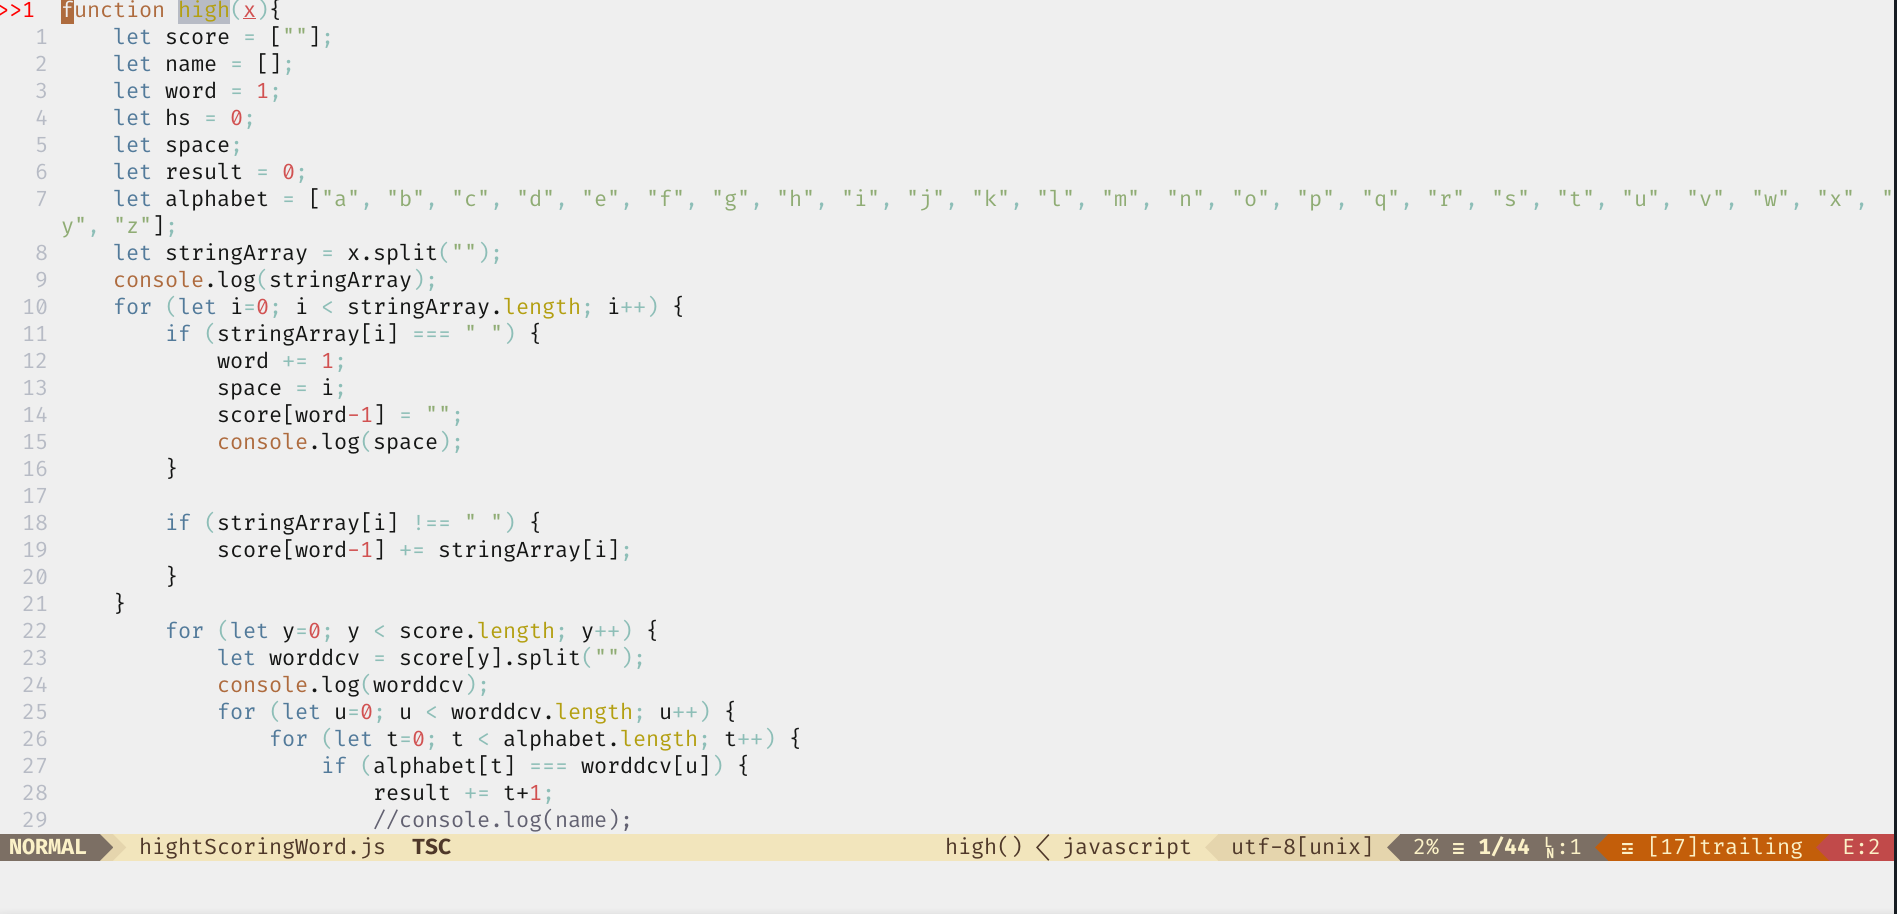 >>1 function high(x){
1 let score = [""];
2 let name = [];
3 let word = 1;
4 let hs = 0;
5 let space;
6 let result = 0;
7 let alphabet = ["a", "b", "c", "d", "e", "f", "g", "h", "i", "j", "k", "l", "m", "n", "o", "p", "q", "r", "s", "t", "u", "v", "w", "x", "
y", "z"];
8 let stringArray = x.split("");
9 console.log(stringArray);
10 for (let i=0; i < stringArray.length; i++) {
11 if (stringArray[i] === " ") {
12 word += 1;
13 space = i;
14 score[word-1] = "";
15 console.log(space);
16 }
17
18 if (stringArray[i] !== " ") {
19 score[word-1] += stringArray[i];
20 }
21 }
22 for (let y=0; y < score.length; y++) {
23 let worddcv = score[y].split("");
24 console.log(worddcv);
25 for (let u=0; u < worddcv.length; u++) {
26 for (let t=0; t < alphabet.length; t++) {
27 if (alphabet[t] === worddcv[u]) {
28 result += t+1;
29 //console.log(name);
NORMAL hightScoringWord.js TSC high() < javascript utf-8[unix] 2% ≡ 1/44 LN:1 ☲ [17]trailing E:2